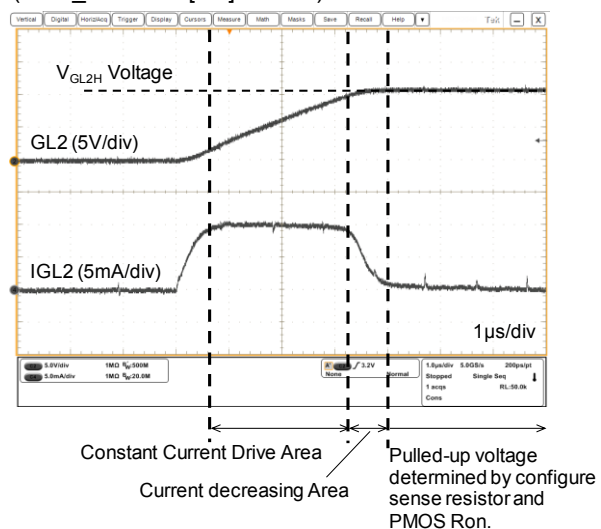 Vertical Digital Horiz/Acq Trigger Display Cursors Measure Math Masks Save Recall Help Tek X
VGL2H Voltage
GL2 (5V/div)
IGL2 (5mA/div)
1μs/div
5.0V/div 1MΩ :500M
5.0mA/div 1MΩ :20.0M
3.2V
None Normal
1.0μs/div 5.0GS/s 200ps/pt
Stopped Single Seq
1 acqs RL:50.0k
Cons
Constant Current Drive Area
Current decreasing Area
Pulled-up voltage
determined by configure
sense resistor and
PMOS Ron.